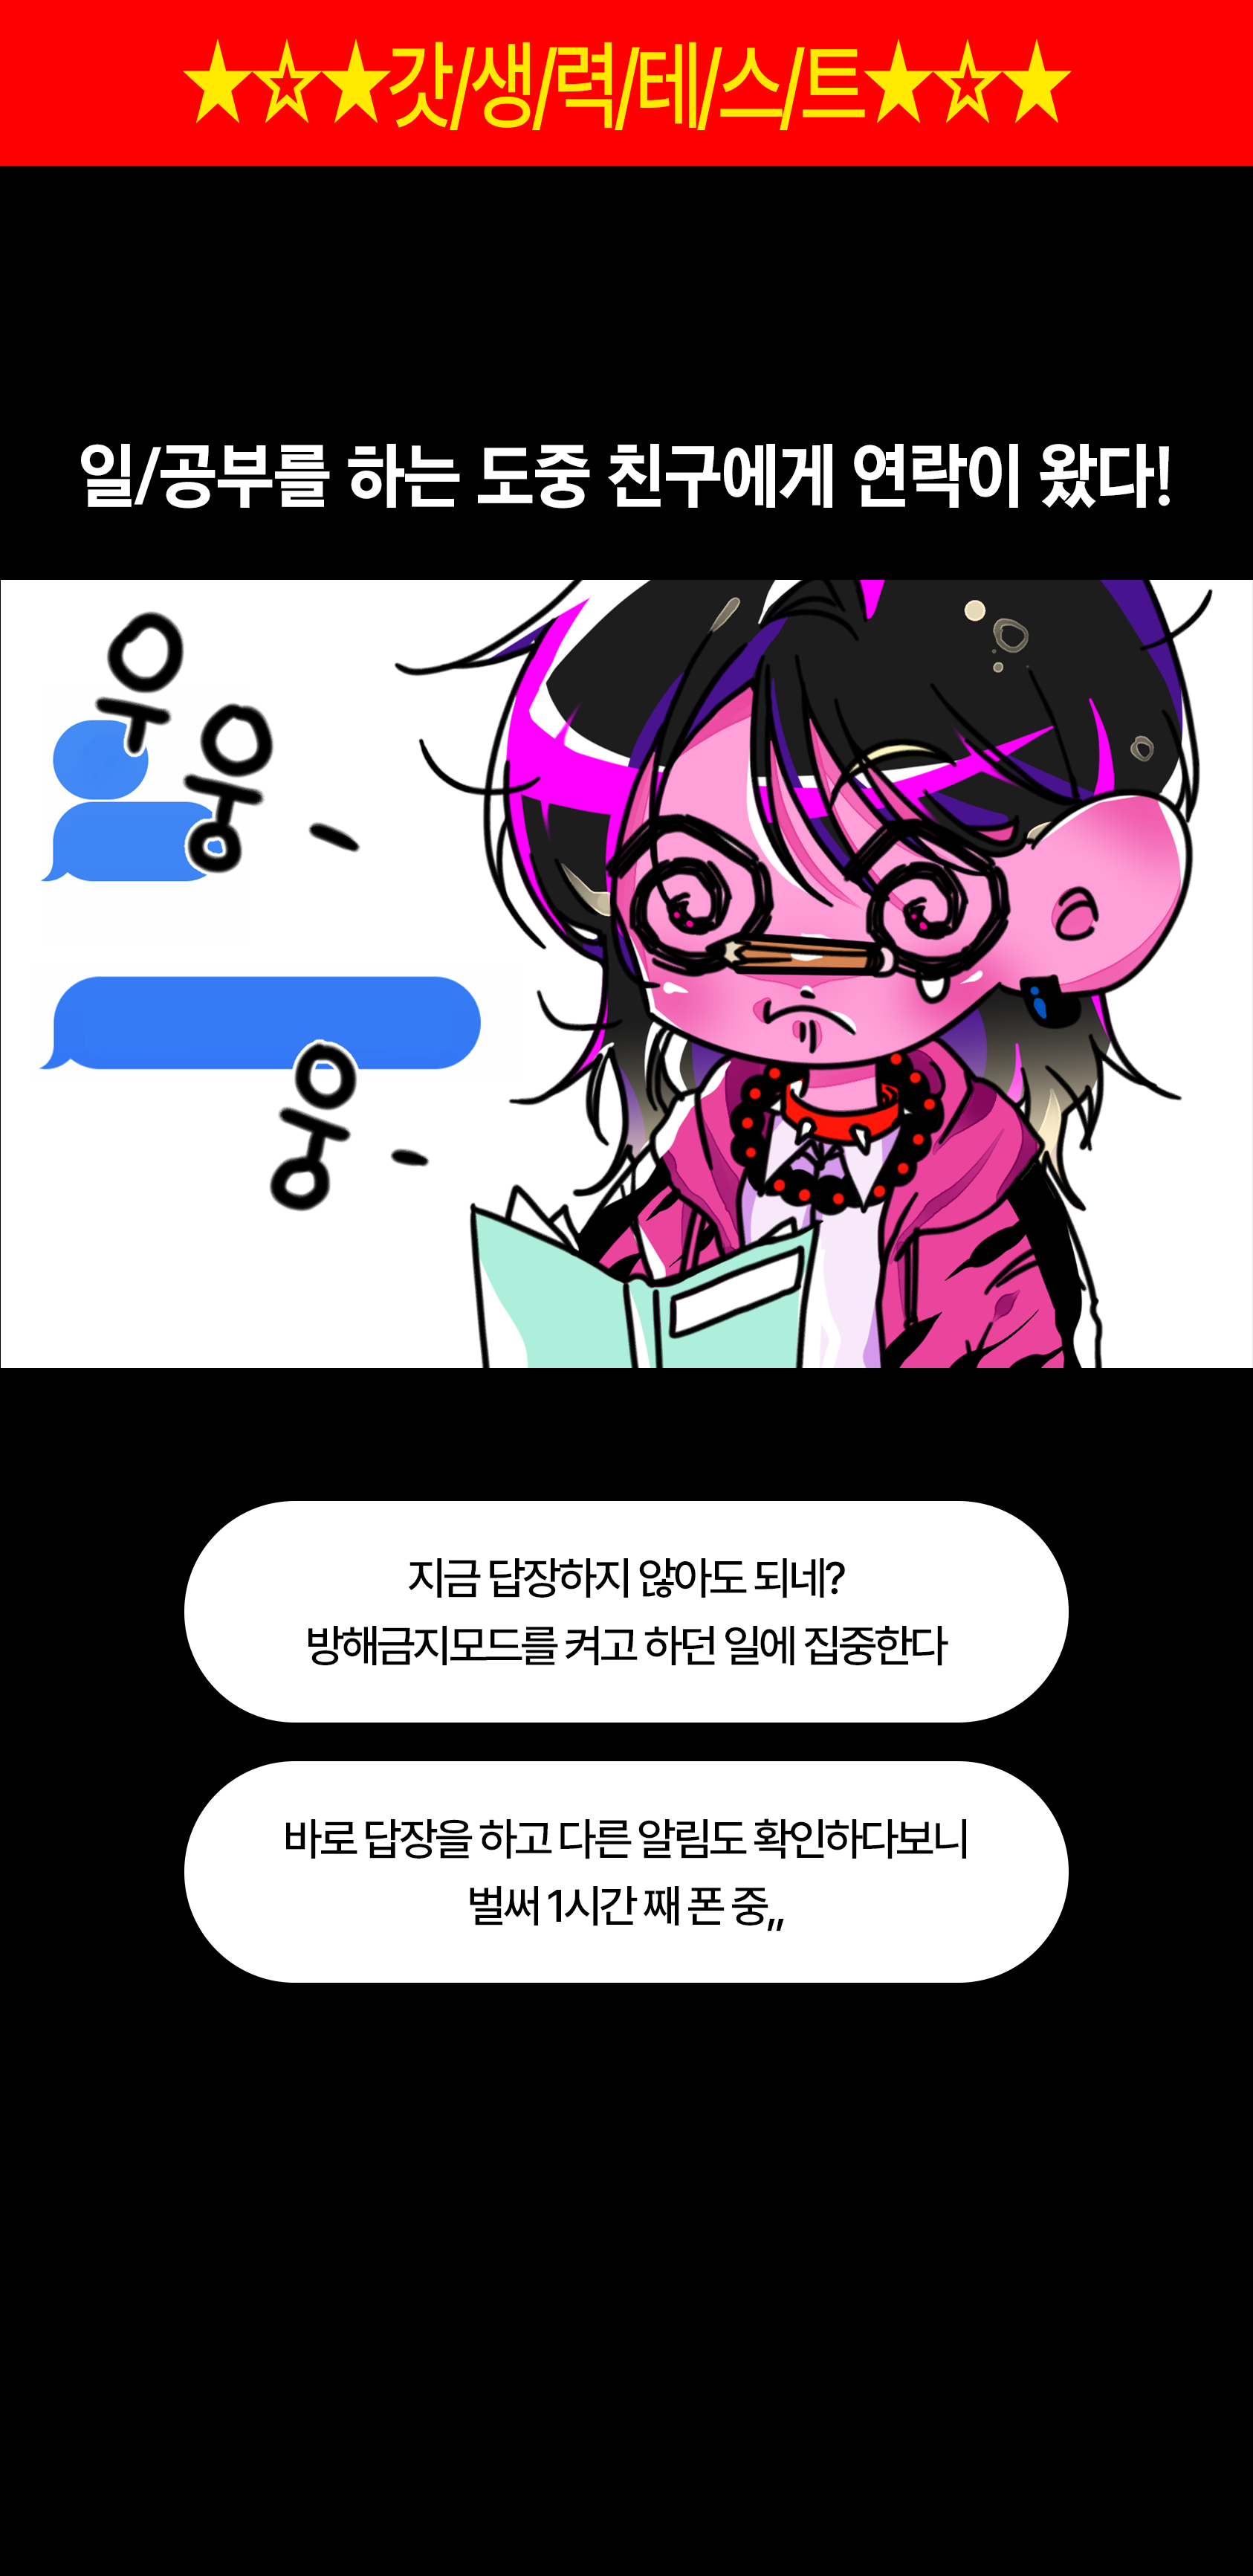 ★☆★갓/생/력/테/스/트★☆★
일/공부를 하는 도중 친구에게 연락이 왔다!
우
웅-
웅-
지금 답장하지 않아도 되네?
방해금지모드를 켜고 하던 일에 집중한다
바로 답장을 하고 다른 알림도 확인하다보니
벌써 1시간 째 폰 중,,